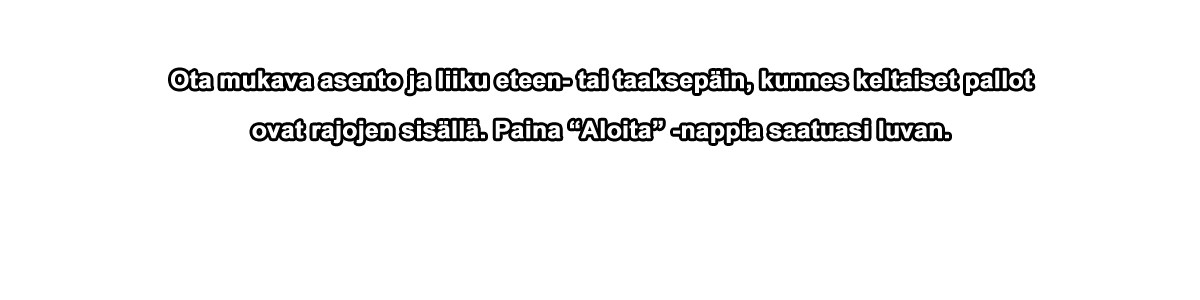 Ota mukava asento ja liiku eteen- tai taaksepäin, kunnes keltaiset pallot
ovat rajojen sisällä. Paina “Aloita” -nappia saatuasi luvan.